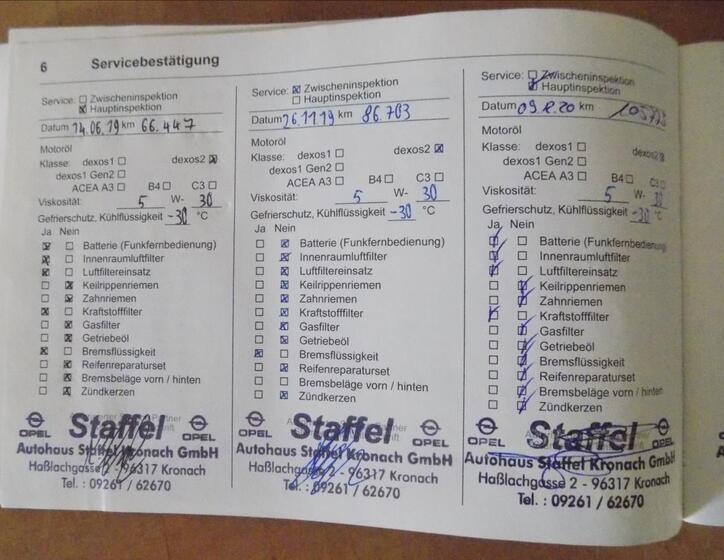 6 Servicebestätigung
Service: Zwischeninspektion
Hauptinspektion
Datum 14.06.19 km 66.447
Motoröl
Klasse: dexos1 dexos2
dexos1 Gen2
ACEA A3 B4 C3
Viskosität: 5 W- 30
Gefrierschutz, Kühlflüssigkeit -30 °C
Ja Nein
Batterie (Funkfernbedienung)
Innenraumluftfilter
Luftfiltereinsatz
Keilrippenriemen
Zahnriemen
Kraftstofffilter
Gasfilter
Getriebeöl
Bremsflüssigkeit
Reifenreparaturset
Bremsbeläge vorn / hinten
Zündkerzen
OPEL Staffel OPEL
Autohaus Staffel Kronach GmbH
Haßlachgasse 2 - 96317 Kronach
Tel. : 09261 / 62670
Service: Zwischeninspektion
Hauptinspektion
Datum 26 11 19 km 86.703
Motoröl
Klasse: dexos1 dexos2
dexos1 Gen2
ACEA A3 B4 C3
Viskosität: 5 W- 30
Gefrierschutz, Kühlflüssigkeit -30 °C
Ja Nein
Batterie (Funkfernbedienung)
Innenraumluftfilter
Luftfiltereinsatz
Keilrippenriemen
Zahnriemen
Kraftstofffilter
Gasfilter
Getriebeöl
Bremsflüssigkeit
Reifenreparaturset
Bremsbeläge vorn / hinten
Zündkerzen
OPEL Staffel OPEL
Autohaus Staffel Kronach GmbH
Haßlachgasse 2 - 96317 Kronach
Tel. : 09261 / 62670
Service: Zwischeninspektion
Hauptinspektion
Datum km
Motoröl
Klasse: dexos1 dexos2
dexos1 Gen2
ACEA A3 B4 C3
Viskosität: 5 W- 30
Gefrierschutz, Kühlflüssigkeit -30 °C
Ja Nein
Batterie (Funkfernbedienung)
Innenraumluftfilter
Luftfiltereinsatz
Keilrippenriemen
Zahnriemen
Kraftstofffilter
Gasfilter
Getriebeöl
Bremsflüssigkeit
Reifenreparaturset
Bremsbeläge vorn / hinten
Zündkerzen
OPEL Staffel OPEL
Autohaus Staffel Kronach GmbH
Haßlachgasse 2 - 96317 Kronach
Tel. : 09261 / 62670